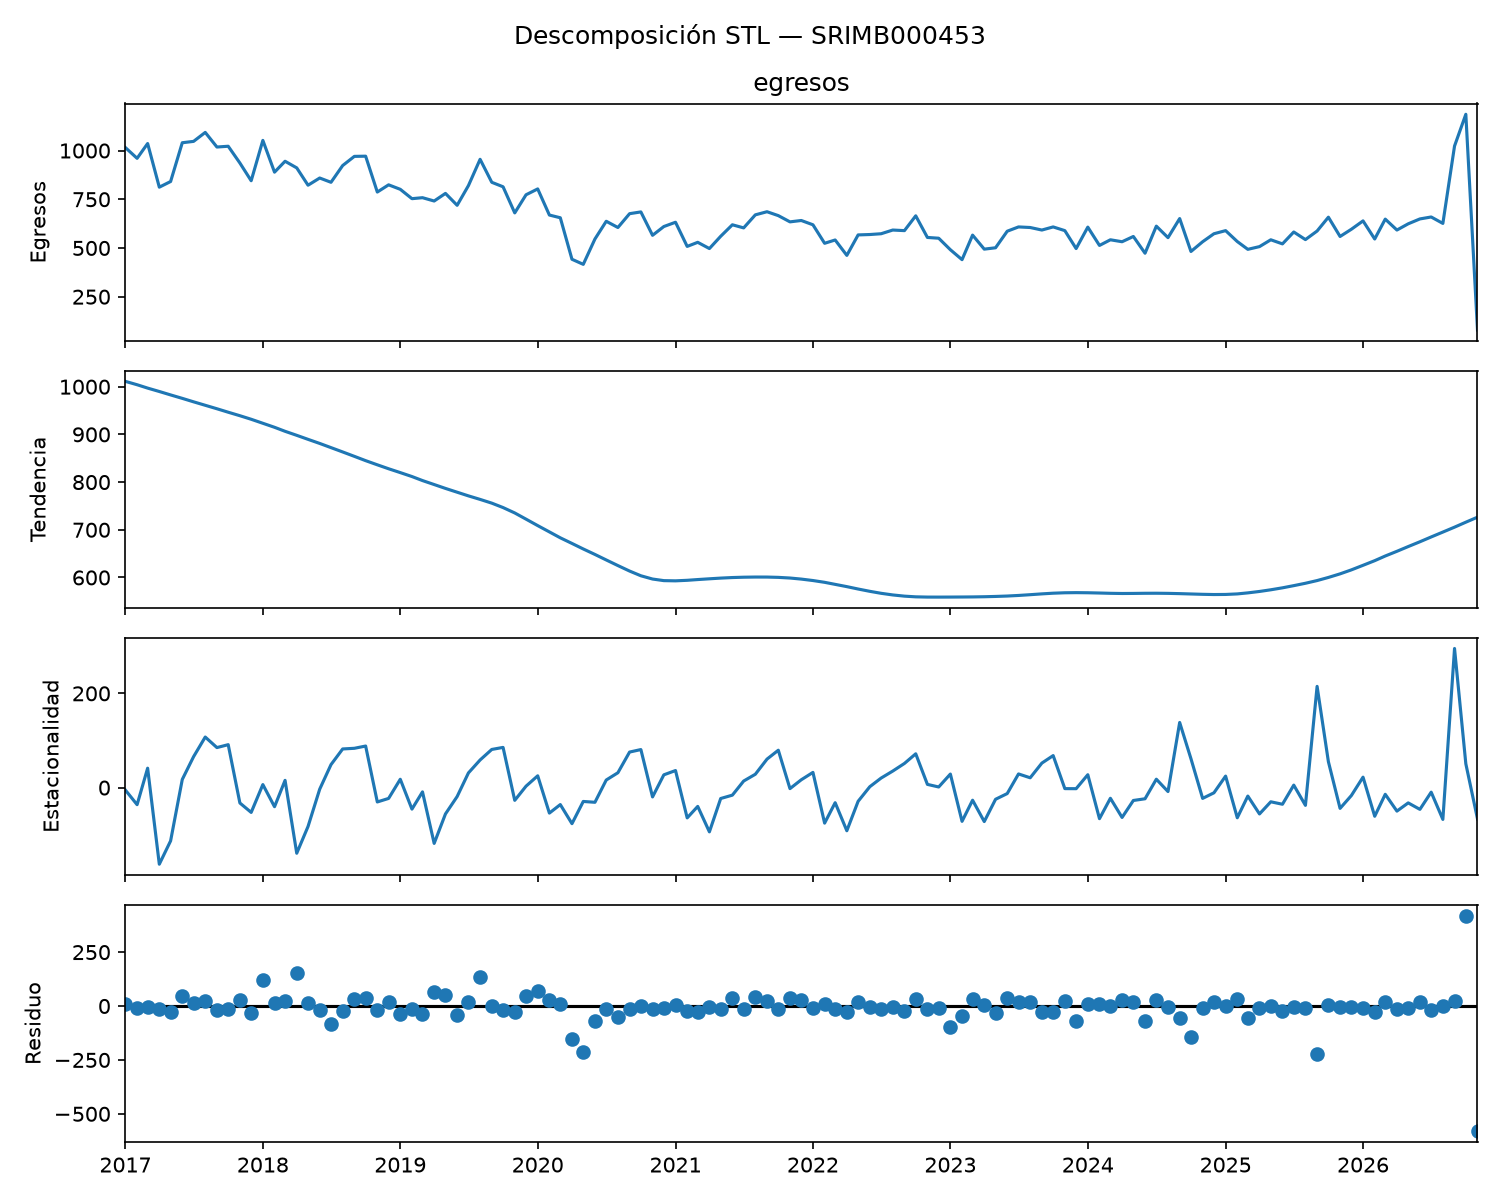 Descomposición STL — SRIMB000453
egresos
Egresos
1000
750
500
250
Tendencia
1000
900
800
700
600
Estacionalidad
200
0
Residuo
250
0
−250
−500
2017 2018 2019 2020 2021 2022 2023 2024 2025 2026